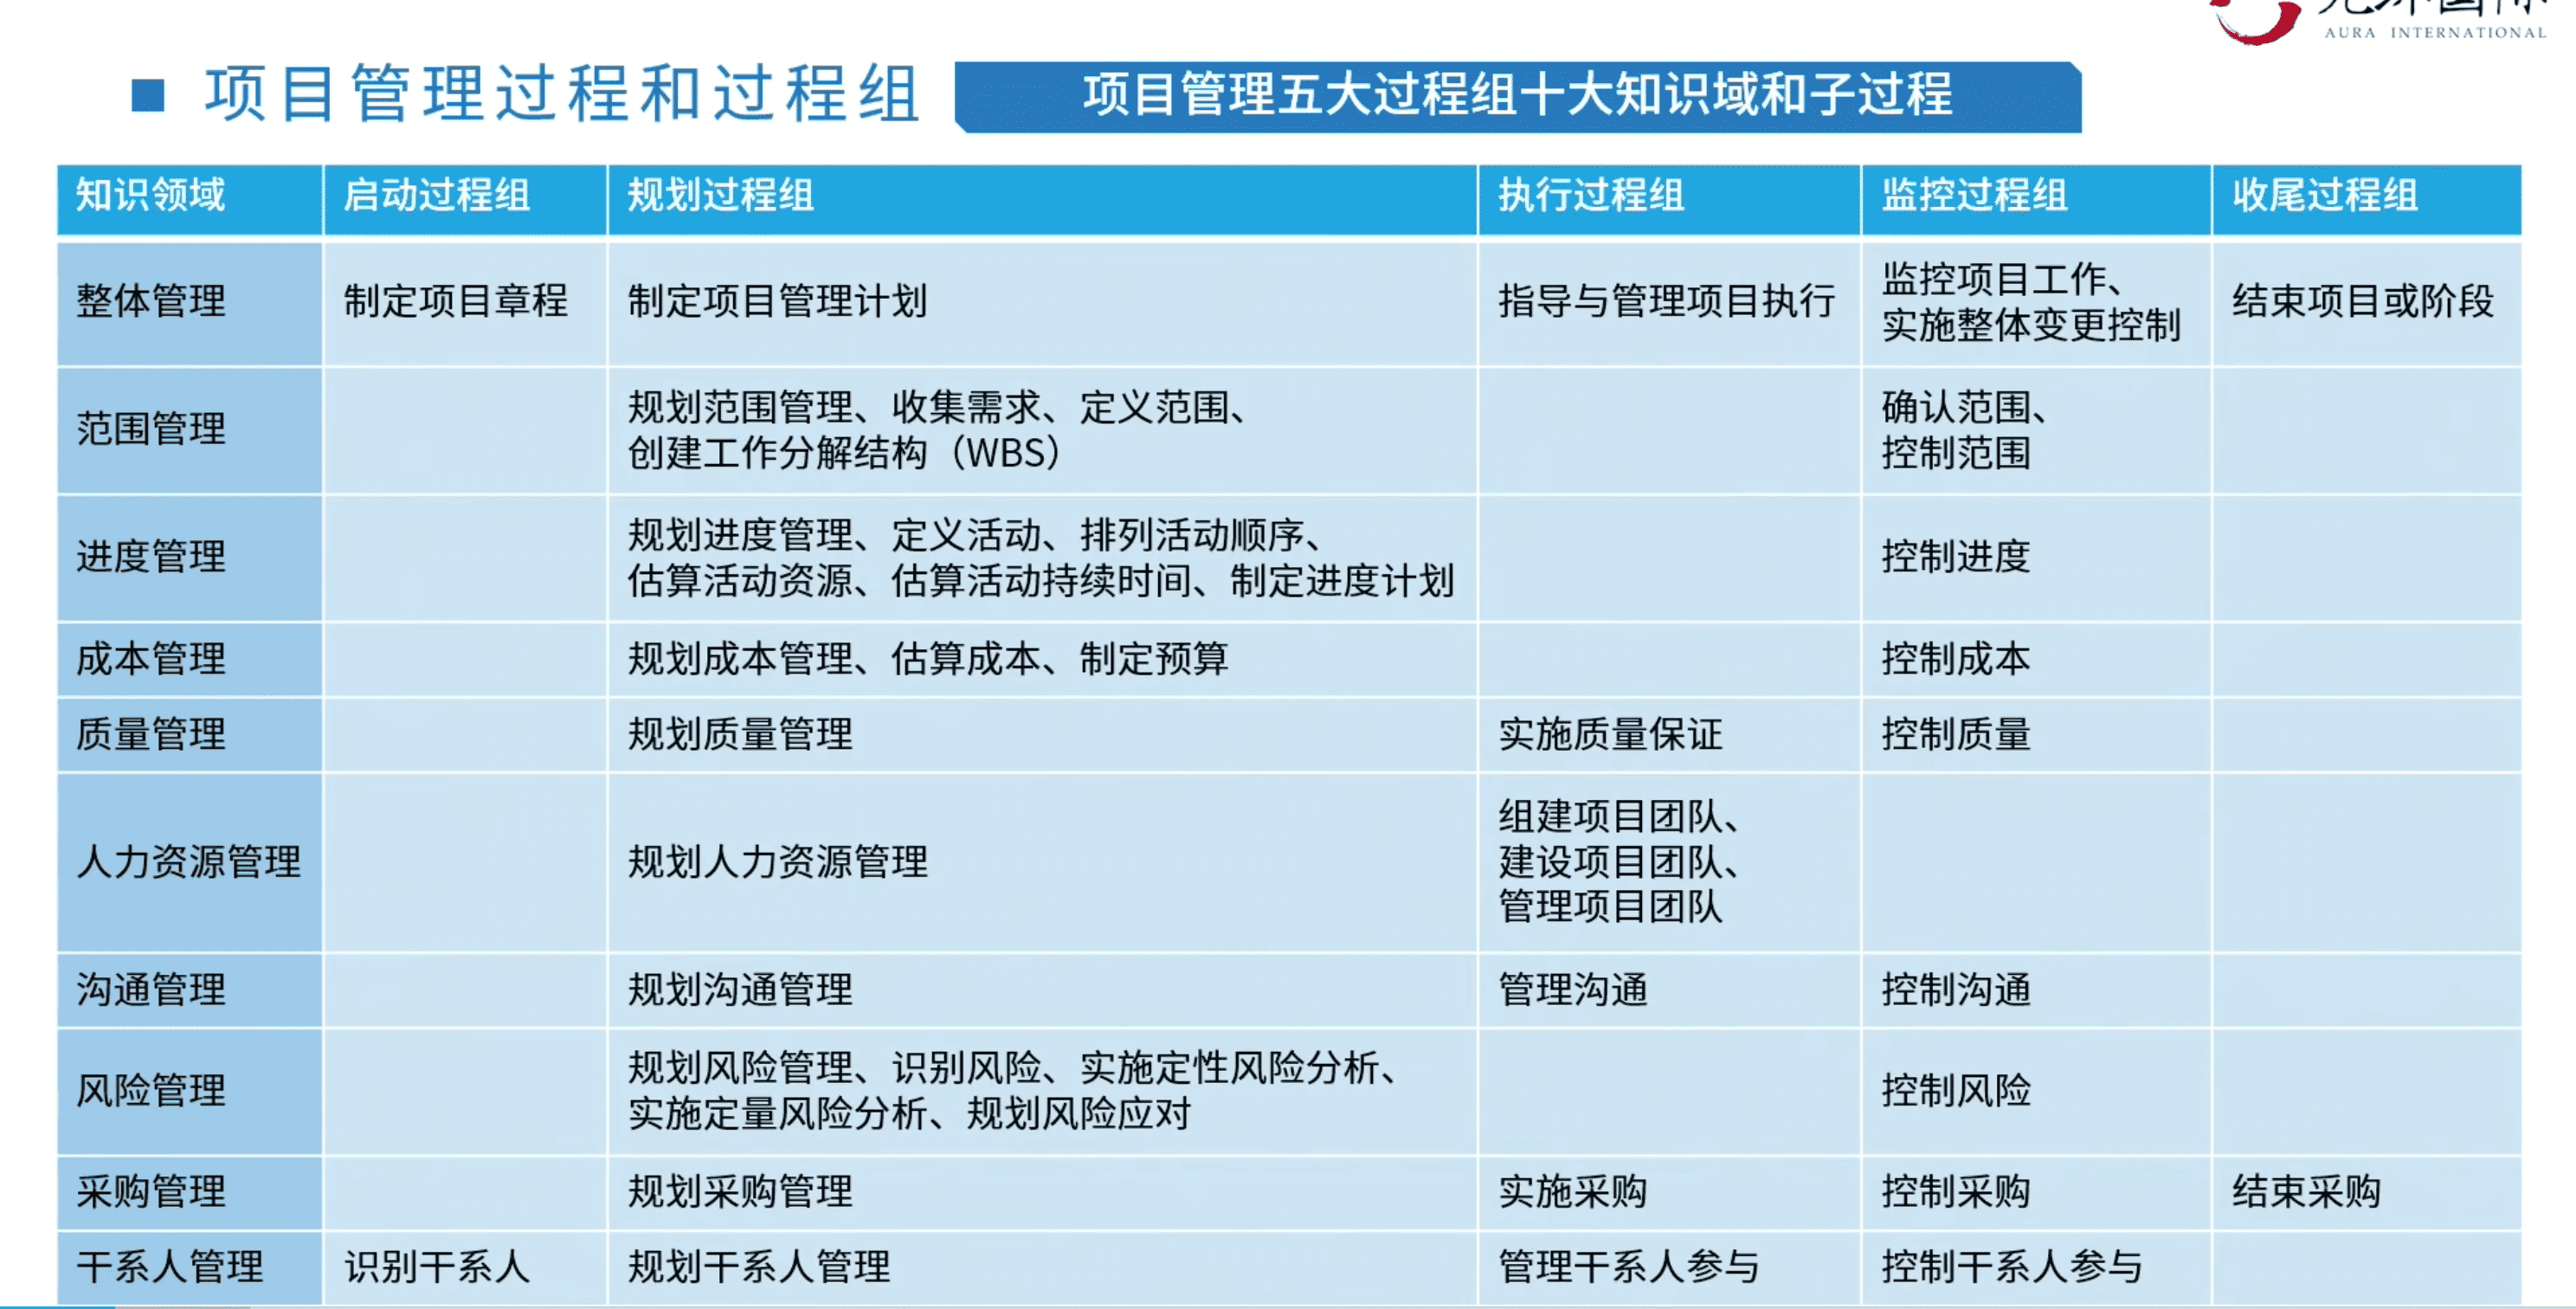 AURA INTERNATIONAL
项目管理过程和过程组
项目管理五大过程组十大知识域和子过程
知识领域 启动过程组 规划过程组 执行过程组 监控过程组 收尾过程组
整体管理 制定项目章程 制定项目管理计划 指导与管理项目执行 监控项目工作、
实施整体变更控制 结束项目或阶段
范围管理 规划范围管理、收集需求、定义范围、
创建工作分解结构（WBS） 确认范围、
控制范围
进度管理 规划进度管理、定义活动、排列活动顺序、
估算活动资源、估算活动持续时间、制定进度计划 控制进度
成本管理 规划成本管理、估算成本、制定预算 控制成本
质量管理 规划质量管理 实施质量保证 控制质量
人力资源管理 规划人力资源管理 组建项目团队、
建设项目团队、
管理项目团队
沟通管理 规划沟通管理 管理沟通 控制沟通
风险管理 规划风险管理、识别风险、实施定性风险分析、
实施定量风险分析、规划风险应对 控制风险
采购管理 规划采购管理 实施采购 控制采购 结束采购
干系人管理 识别干系人 规划干系人管理 管理干系人参与 控制干系人参与